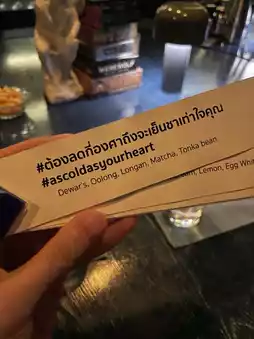 #ต้องลดกี่องศาถึงจะเย็นชาเท่าใจคุณ
#ascoldasyourheart
Dewar's, Oolong, Longan, Matcha, Tonka bean
Lemon, Egg